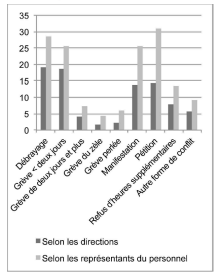 35
30
25
20
15
10
5
0
Débrayage
Grève < deux jours
Grève de deux jours et plus
Grève du zèle
Grève perlée
Manifestation
Pétition
Refus d'heures supplémentaires
Autre forme de conflit
Selon les directions
Selon les représentants du personnel